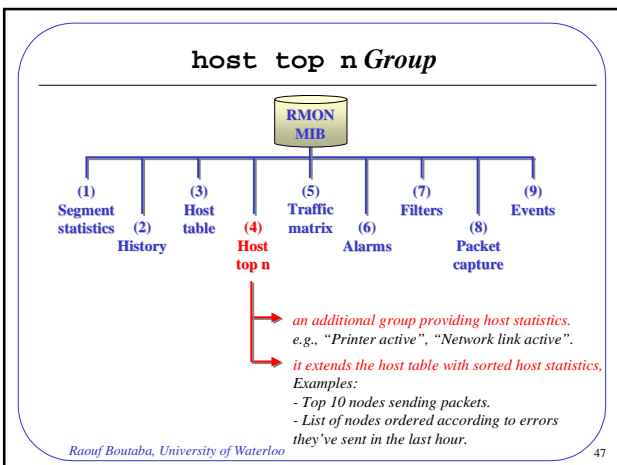 host top n Group
RMON
MIB
(1)
Segment
statistics
(2)
History
(3)
Host
table
(4)
Host
top n
(5)
Traffic
matrix
(6)
Alarms
(7)
Filters
(8)
Packet
capture
(9)
Events
an additional group providing host statistics.
e.g., “Printer active”, “Network link active”.
it extends the host table with sorted host statistics,
Examples:
- Top 10 nodes sending packets.
- List of nodes ordered according to errors
they’ve sent in the last hour.
Raouf Boutaba, University of Waterloo
47